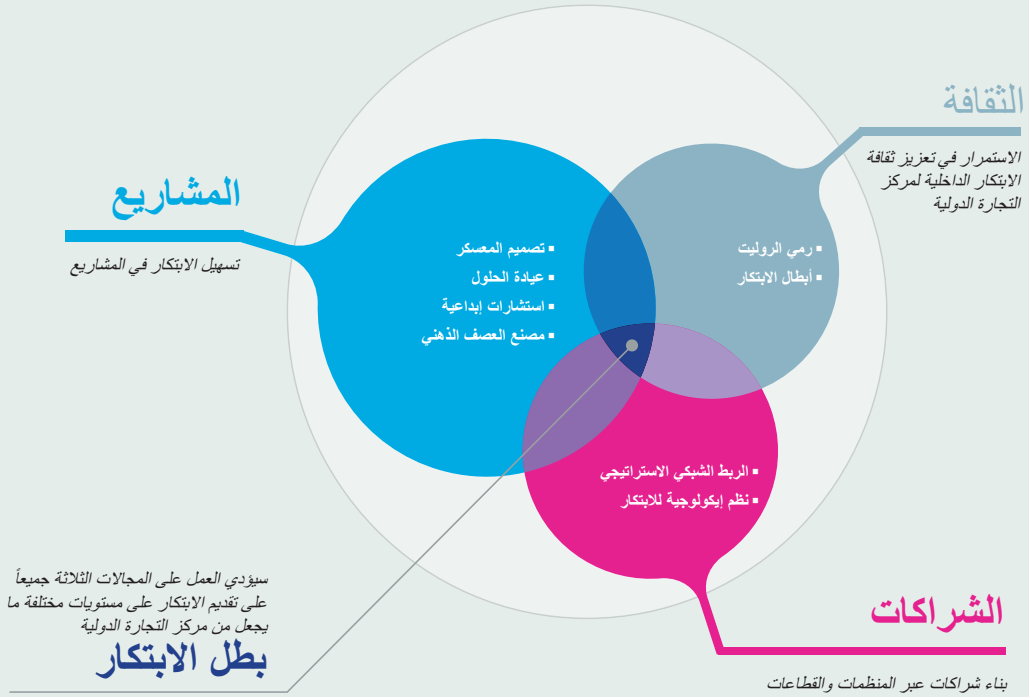 الثقافة
الاستمرار في تعزيز ثقافة
الابتكار الداخلية لمركز
التجارة الدولية
▪ رمي الروليت
▪ أبطال الابتكار
المشاريع
تسهيل الابتكار في المشاريع
▪ تصميم المعسكر
▪ عيادة الحلول
▪ استشارات إبداعية
▪ مصنع العصف الذهني
▪ الربط الشبكي الاستراتيجي
▪ نظم إيكولوجية للابتكار
الشراكات
بناء شراكات عبر المنظمات والقطاعات
سيؤدي العمل على المجالات الثلاثة جميعاً
على تقديم الابتكار على مستويات مختلفة ما
يجعل من مركز التجارة الدولية
بطل الابتكار